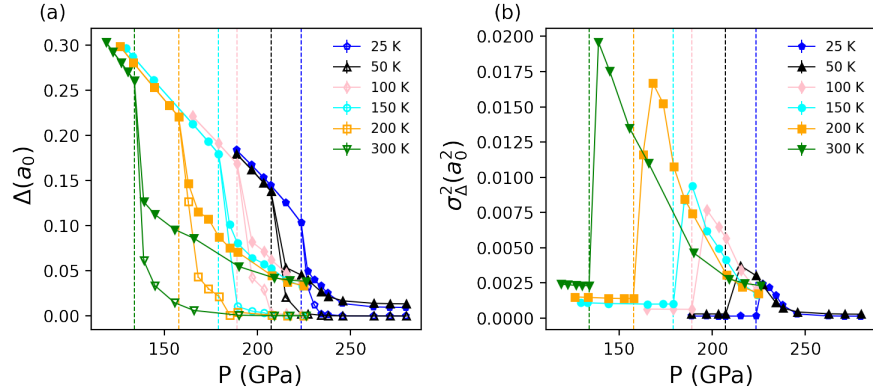 (a)
Δ(a₀)
0.30
0.25
0.20
0.15
0.10
0.05
0.00
150
200
250
P (GPa)
25 K
50 K
100 K
150 K
200 K
300 K
(b)
σ²_Δ(a₀²)
0.0200
0.0175
0.0150
0.0125
0.0100
0.0075
0.0050
0.0025
0.0000
150
200
250
P (GPa)
25 K
50 K
100 K
150 K
200 K
300 K